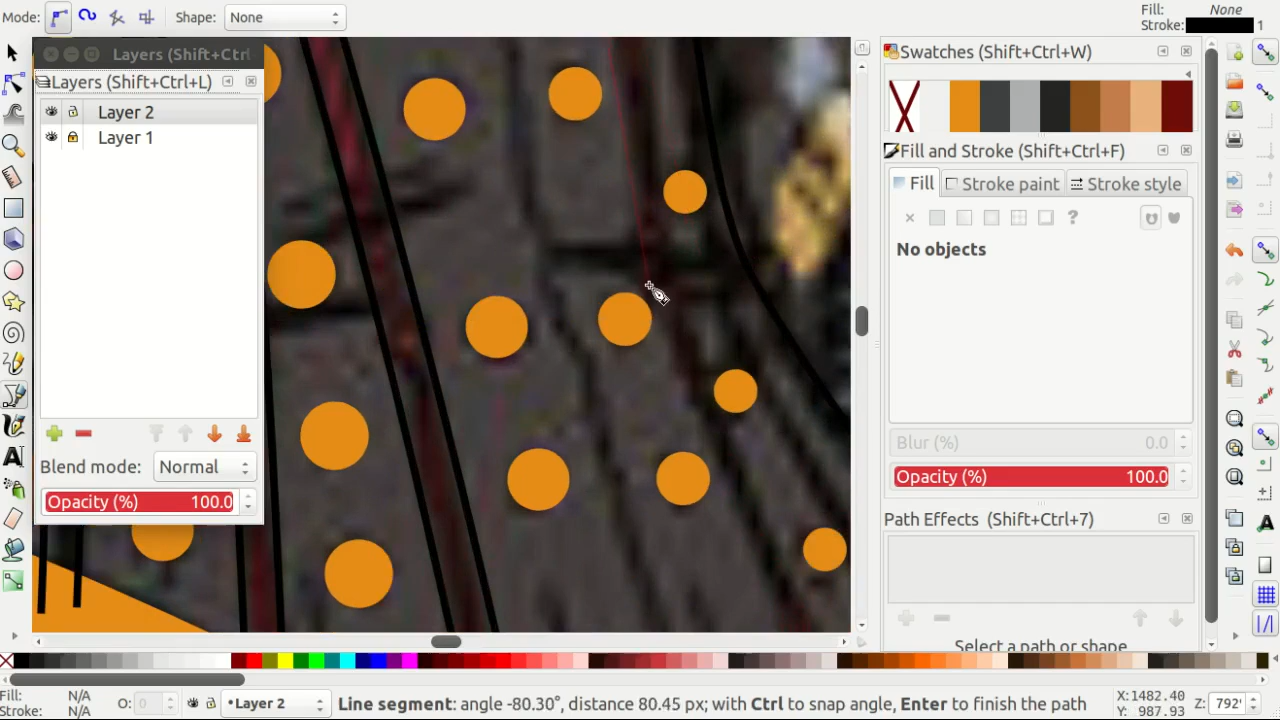 Mode:
Shape: None
Fill: None
Stroke: 1
Layers (Shift+Ctrl
Layers (Shift+Ctrl+L)
Layer 2
Layer 1
Blend mode: Normal
Opacity (%) 100.0
Swatches (Shift+Ctrl+W)
Fill and Stroke (Shift+Ctrl+F)
Fill
Stroke paint
Stroke style
?
No objects
Blur (%) 0.0
Opacity (%) 100.0
Path Effects (Shift+Ctrl+7)
Select a path or shape
Fill: N/A
Stroke: N/A
O: 0
•Layer 2
Line segment: angle -80.30°, distance 80.45 px; with Ctrl to snap angle, Enter to finish the path
X:1482.40
Y: 987.93
Z: 792